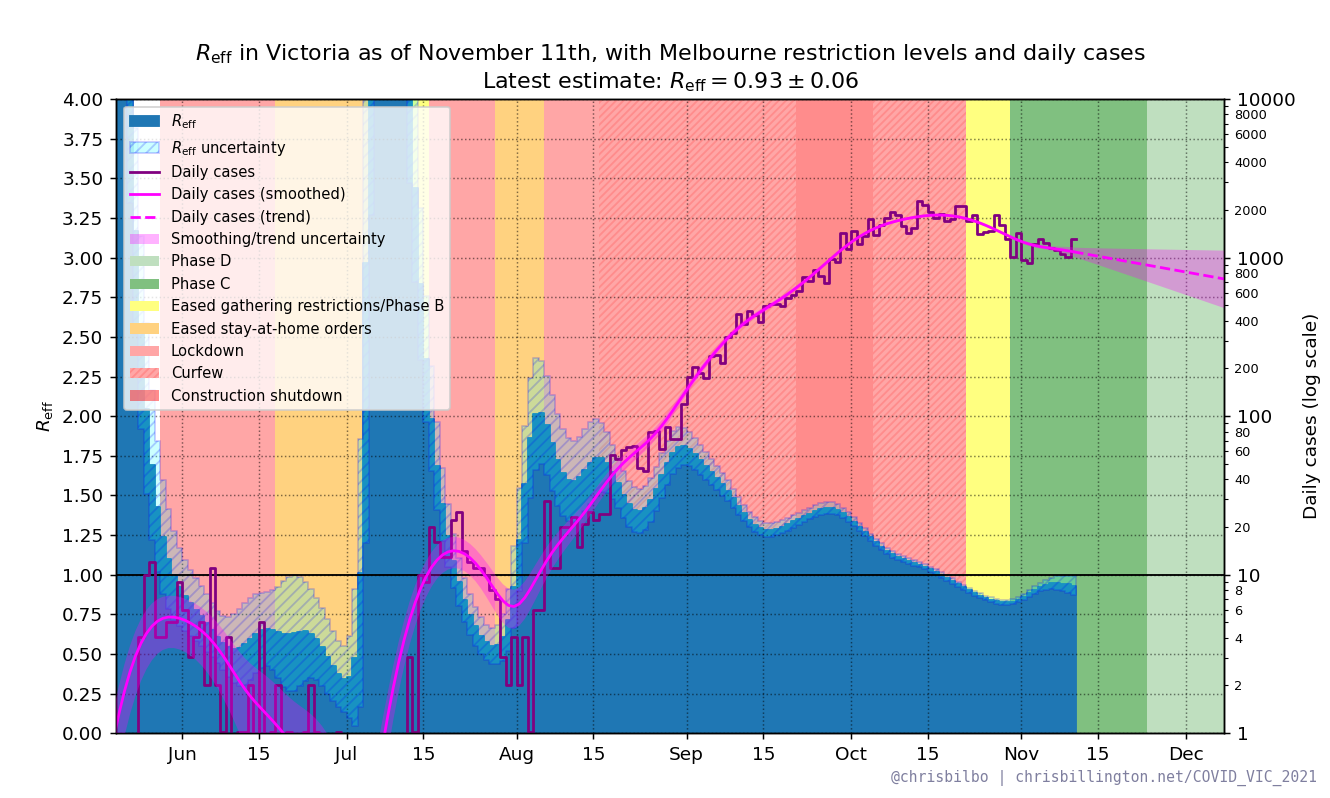 Reff in Victoria as of November 11th, with Melbourne restriction levels and daily cases
Latest estimate: Reff = 0.93 ± 0.06
4.00
3.75
3.50
3.25
3.00
2.75
2.50
2.25
2.00
1.75
1.50
1.25
1.00
0.75
0.50
0.25
0.00
Reff
Reff
Reff uncertainty
Daily cases
Daily cases (smoothed)
Daily cases (trend)
Smoothing/trend uncertainty
Phase D
Phase C
Eased gathering restrictions/Phase B
Eased stay-at-home orders
Lockdown
Curfew
Construction shutdown
10000
8000
6000
4000
2000
1000
800
600
400
200
100
80
60
40
20
10
8
6
4
2
1
Daily cases (log scale)
Jun 15 Jul 15 Aug 15 Sep 15 Oct 15 Nov 15 Dec
@chrisbilbo | chrisbillington.net/COVID_VIC_2021